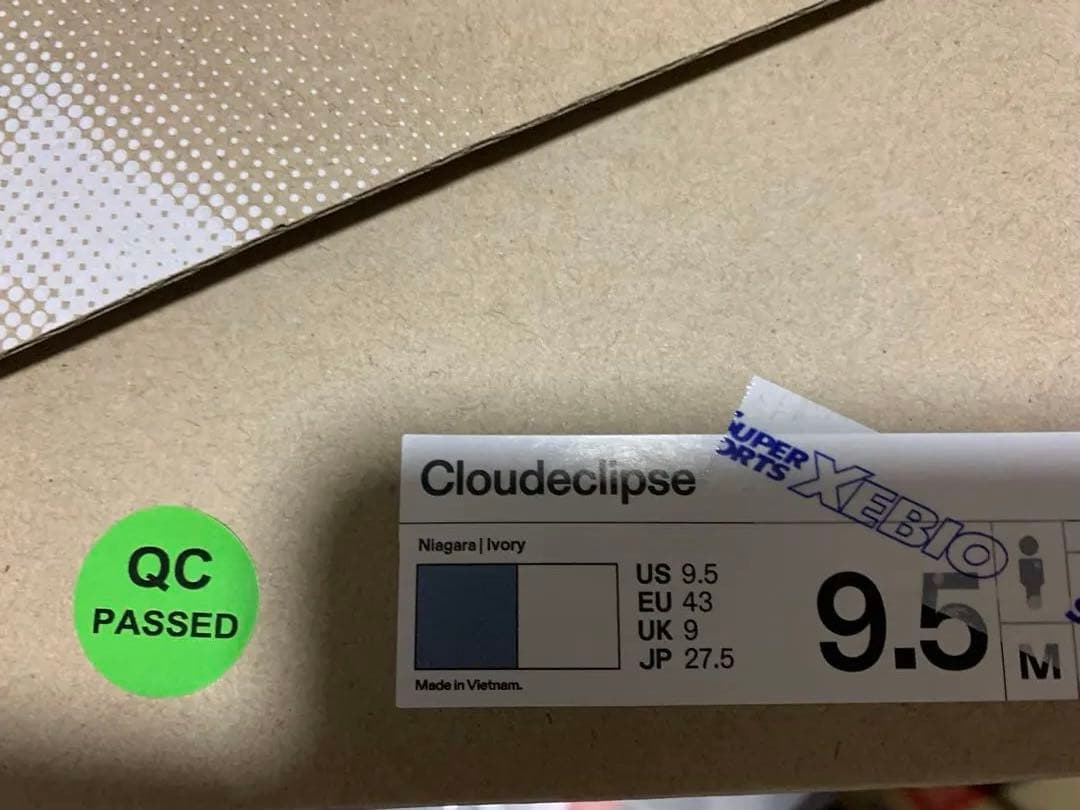 Cloudeclipse
SUPER
ORTS
XEBIO
Niagara | Ivory
US 9.5
EU 43
UK 9
JP 27.5
9.5
M
Made in Vietnam.
QC
PASSED